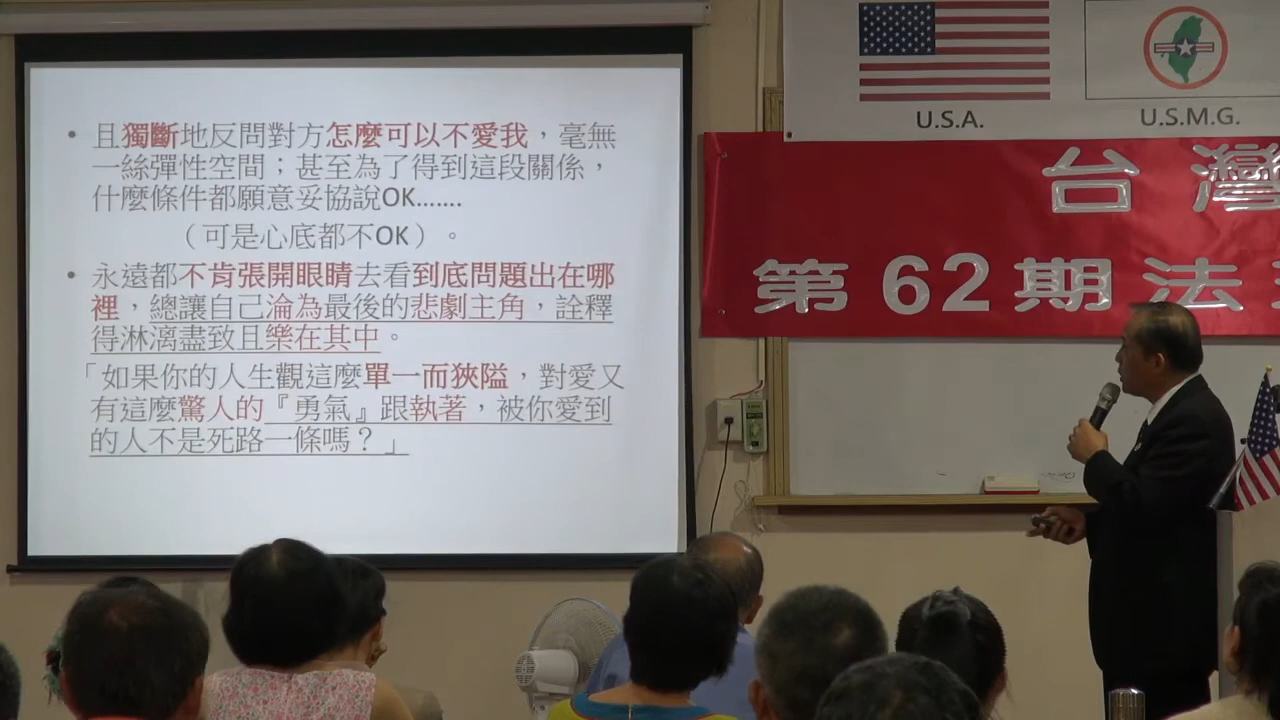 • 且獨斷地反問對方怎麼可以不愛我，毫無
一絲彈性空間；甚至為了得到這段關係，
什麼條件都願意妥協說OK.......
（可是心底都不OK）。
• 永遠都不肯張開眼睛去看到底問題出在哪
裡，總讓自己淪為最後的悲劇主角，詮釋
得淋漓盡致且樂在其中。
「如果你的人生觀這麼單一而狹隘，對愛又
有這麼驚人的『勇氣』跟執著，被你愛到
的人不是死路一條嗎？」
U.S.A.
U.S.M.G.
台灣
第62期法